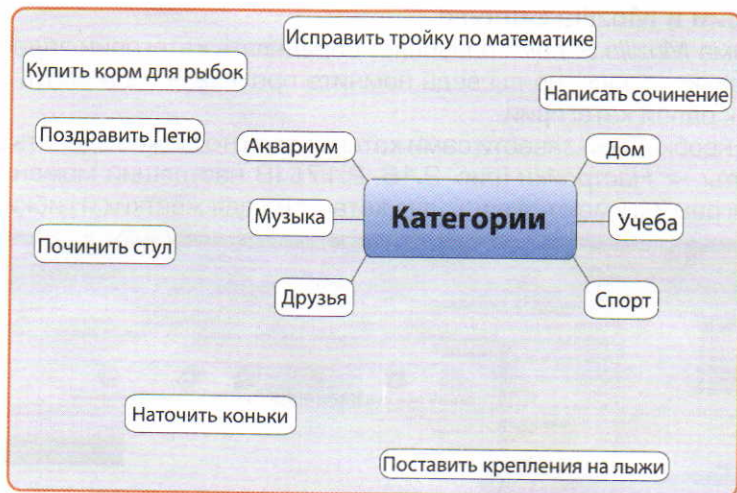 Исправить тройку по математике
Купить корм для рыбок
Написать сочинение
Поздравить Петю
Аквариум
Дом
Музыка
Категории
Учеба
Починить стул
Друзья
Спорт
Наточить коньки
Поставить крепления на лыжи